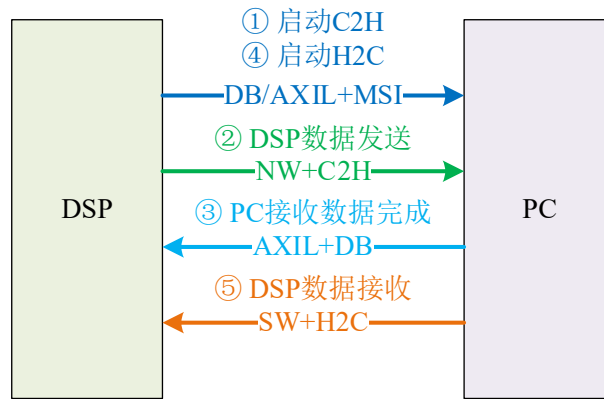 ① 启动C2H
④ 启动H2C
DB/AXIL+MSI
② DSP数据发送
NW+C2H
DSP
③ PC接收数据完成
PC
AXIL+DB
⑤ DSP数据接收
SW+H2C